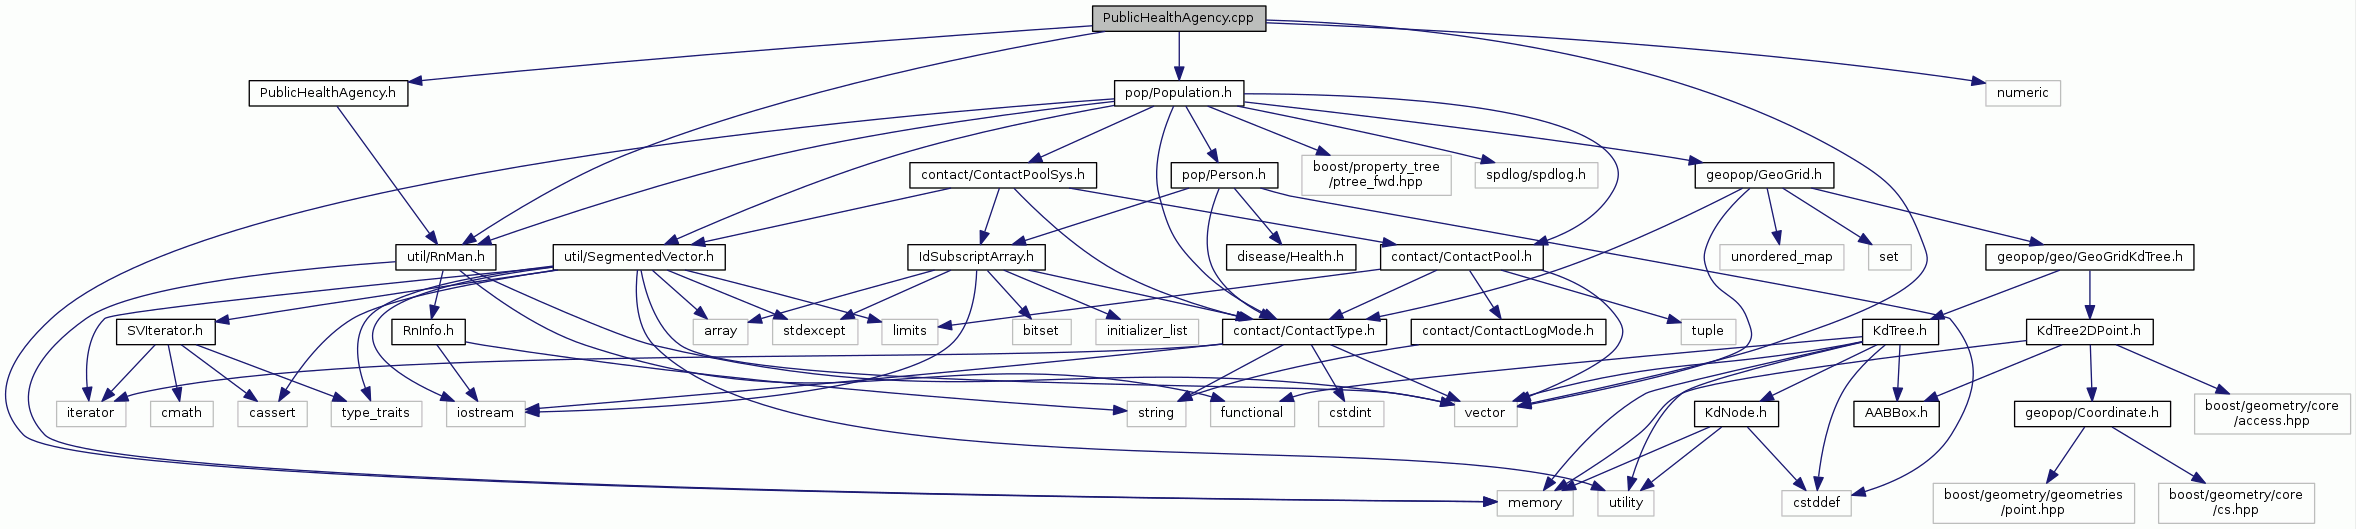 PublicHealthAgency.cpp
PublicHealthAgency.h
pop/Population.h
numeric
contact/ContactPoolSys.h
pop/Person.h
boost/property_tree
/ptree_fwd.hpp
spdlog/spdlog.h
geopop/GeoGrid.h
util/RnMan.h
util/SegmentedVector.h
IdSubscriptArray.h
disease/Health.h
contact/ContactPool.h
unordered_map
set
geopop/geo/GeoGridKdTree.h
SVIterator.h
RnInfo.h
array
stdexcept
limits
bitset
initializer_list
contact/ContactType.h
contact/ContactLogMode.h
tuple
KdTree.h
KdTree2DPoint.h
iterator
cmath
cassert
type_traits
iostream
string
functional
cstdint
vector
KdNode.h
AABBox.h
geopop/Coordinate.h
boost/geometry/core
/access.hpp
memory
utility
cstddef
boost/geometry/geometries
/point.hpp
boost/geometry/core
/cs.hpp